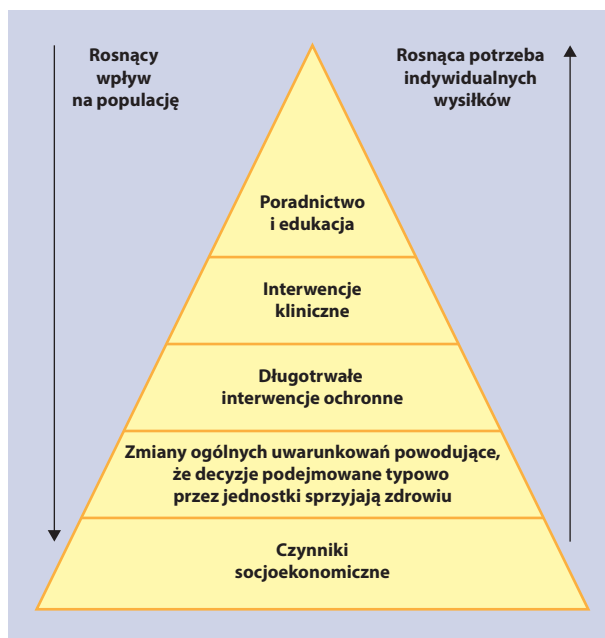 Rosnący
wpływ
na populację
Rosnąca potrzeba
indywidualnych
wysiłków
Poradnictwo
i edukacja
Interwencje
kliniczne
Długotrwałe
interwencje ochronne
Zmiany ogólnych uwarunkowań powodujące,
że decyzje podejmowane typowo
przez jednostki sprzyjają zdrowiu
Czynniki
socjoekonomiczne